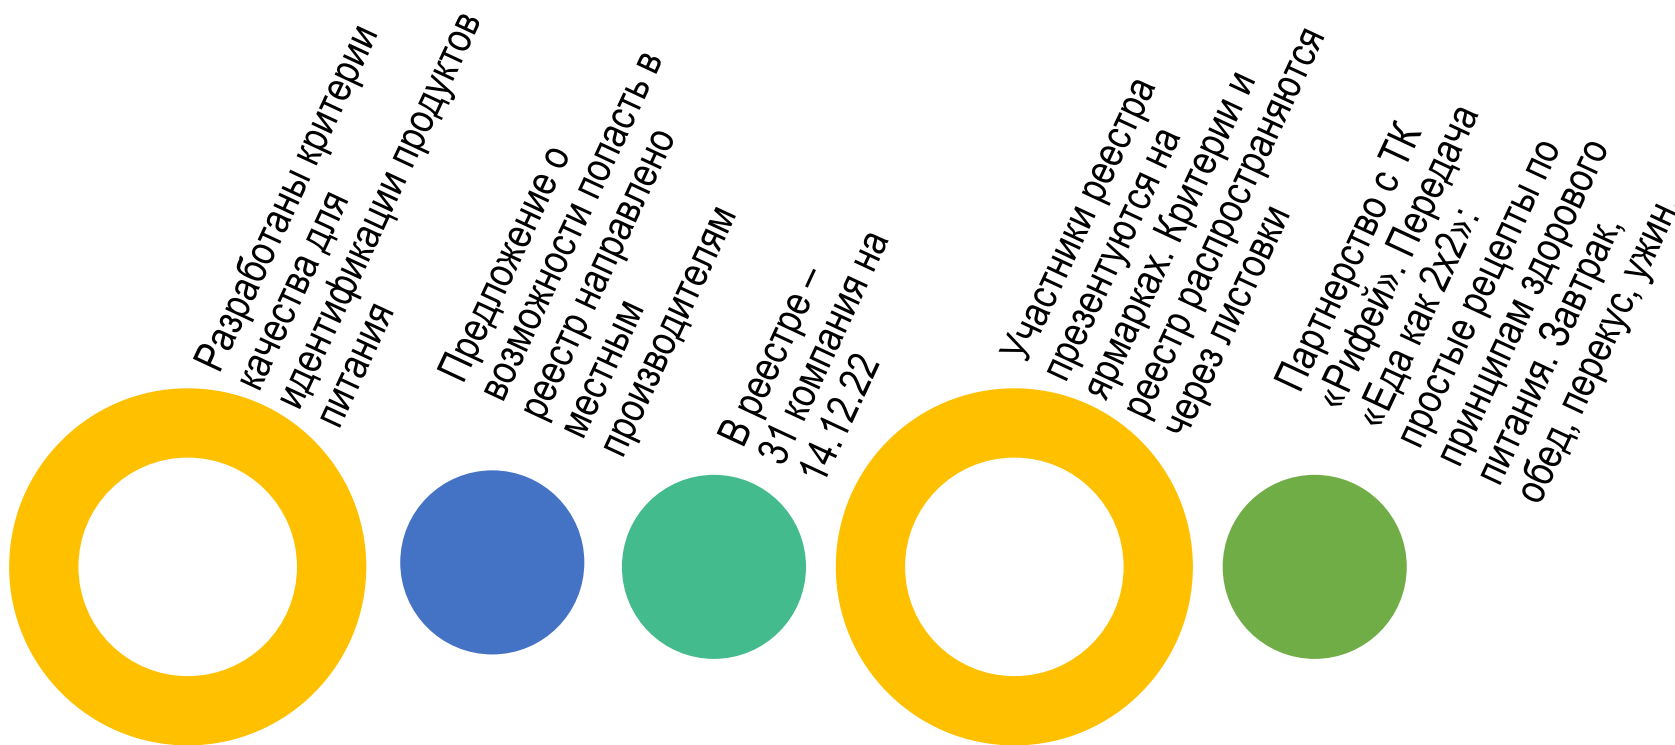 Разработаны критерии
качества для
идентификации продуктов
питания
Предложение о
возможности попасть в
реестр направлено
местным
производителям
В реестре –
31 компания на
14.12.22
Участники реестра
презентуются на
ярмарках. Критерии и
реестр распространяются
через листовки
Партнерство с ТК
«Рифей». Передача
«Еда как 2х2»:
простые рецепты по
принципам здорового
питания. Завтрак,
обед, перекус, ужин.